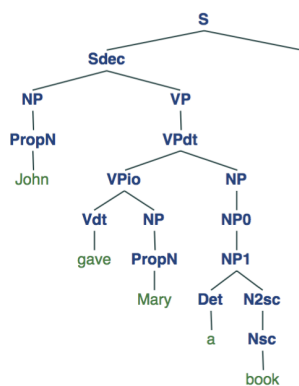 S
Sdec
NP VP
PropN VPdt
John VPio NP
Vdt NP NP0
gave PropN NP1
Mary Det N2sc
a Nsc
book